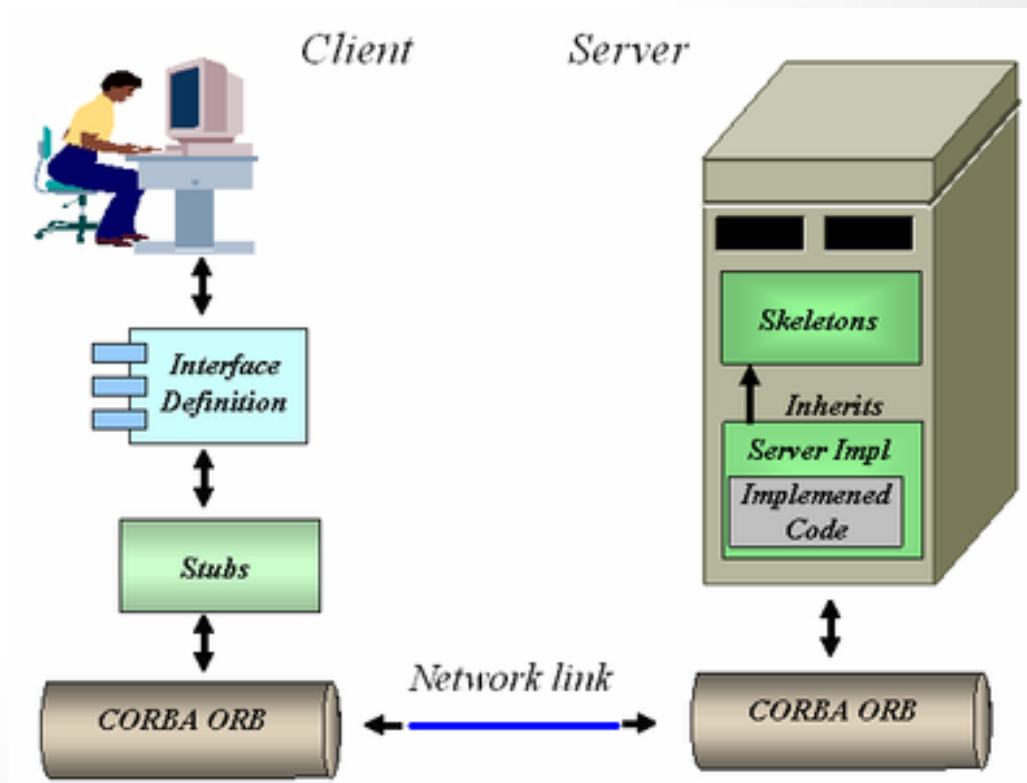 Client
Server
Interface
Definition
Stubs
CORBA ORB
Network link
Skeletons
Inherits
Server Impl
Implemened
Code
CORBA ORB